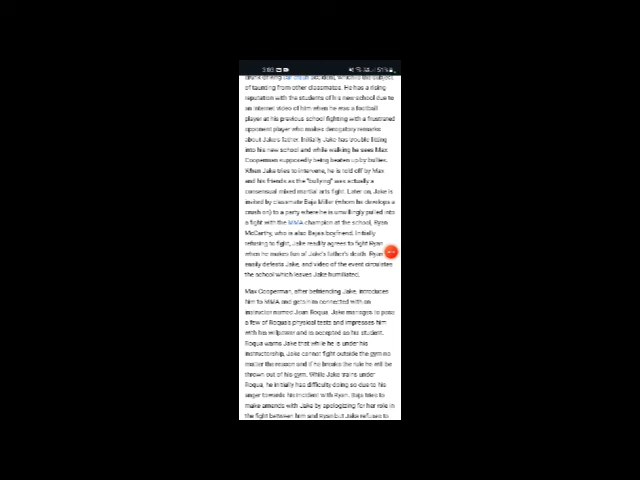 of taunting from other classmates. He has a rising
reputation with the students of his new school due to
an internet video of him when he was a football
player at his previous school fighting with a frustrated
opponent player who makes derogatory remarks
about Jake's father. Initially Jake has trouble fitting
into his new school and while walking he sees Max
Cooperman supposedly being beaten up by bullies.
When Jake tries to intervene, he is told off by Max
and his friends as the "bullying" was actually a
consensual mixed martial arts fight. Later on, Jake is
invited by classmate Baja Miller (whom he develops a
crush on) to a party where he is unwillingly pulled into
a fight with the MMA champion at the school, Ryan
McCarthy, who is also Baja's boyfriend. Initially
refusing to fight, Jake readily agrees to fight Ryan
when he makes fun of Jake's father's death. Ryan
easily defeats Jake, and video of the event circulates
the school which leaves Jake humiliated.
Max Cooperman, after befriending Jake, introduces
him to MMA and gets him connected with an
instructor named Jean Roqua. Jake manages to pass
a few of Roqua's physical tests and impresses him
with his willpower and is accepted as his student.
Roqua warns Jake that while he is under his
instructorship, Jake cannot fight outside the gym no
matter the reason and if he breaks the rule he will be
thrown out of his gym. While Jake trains under
Roqua, he initially has difficulty doing so due to his
anger towards his incident with Ryan. Baja tries to
make amends with Jake by apologizing for her role in
the fight between him and Ryan but Jake refuses to